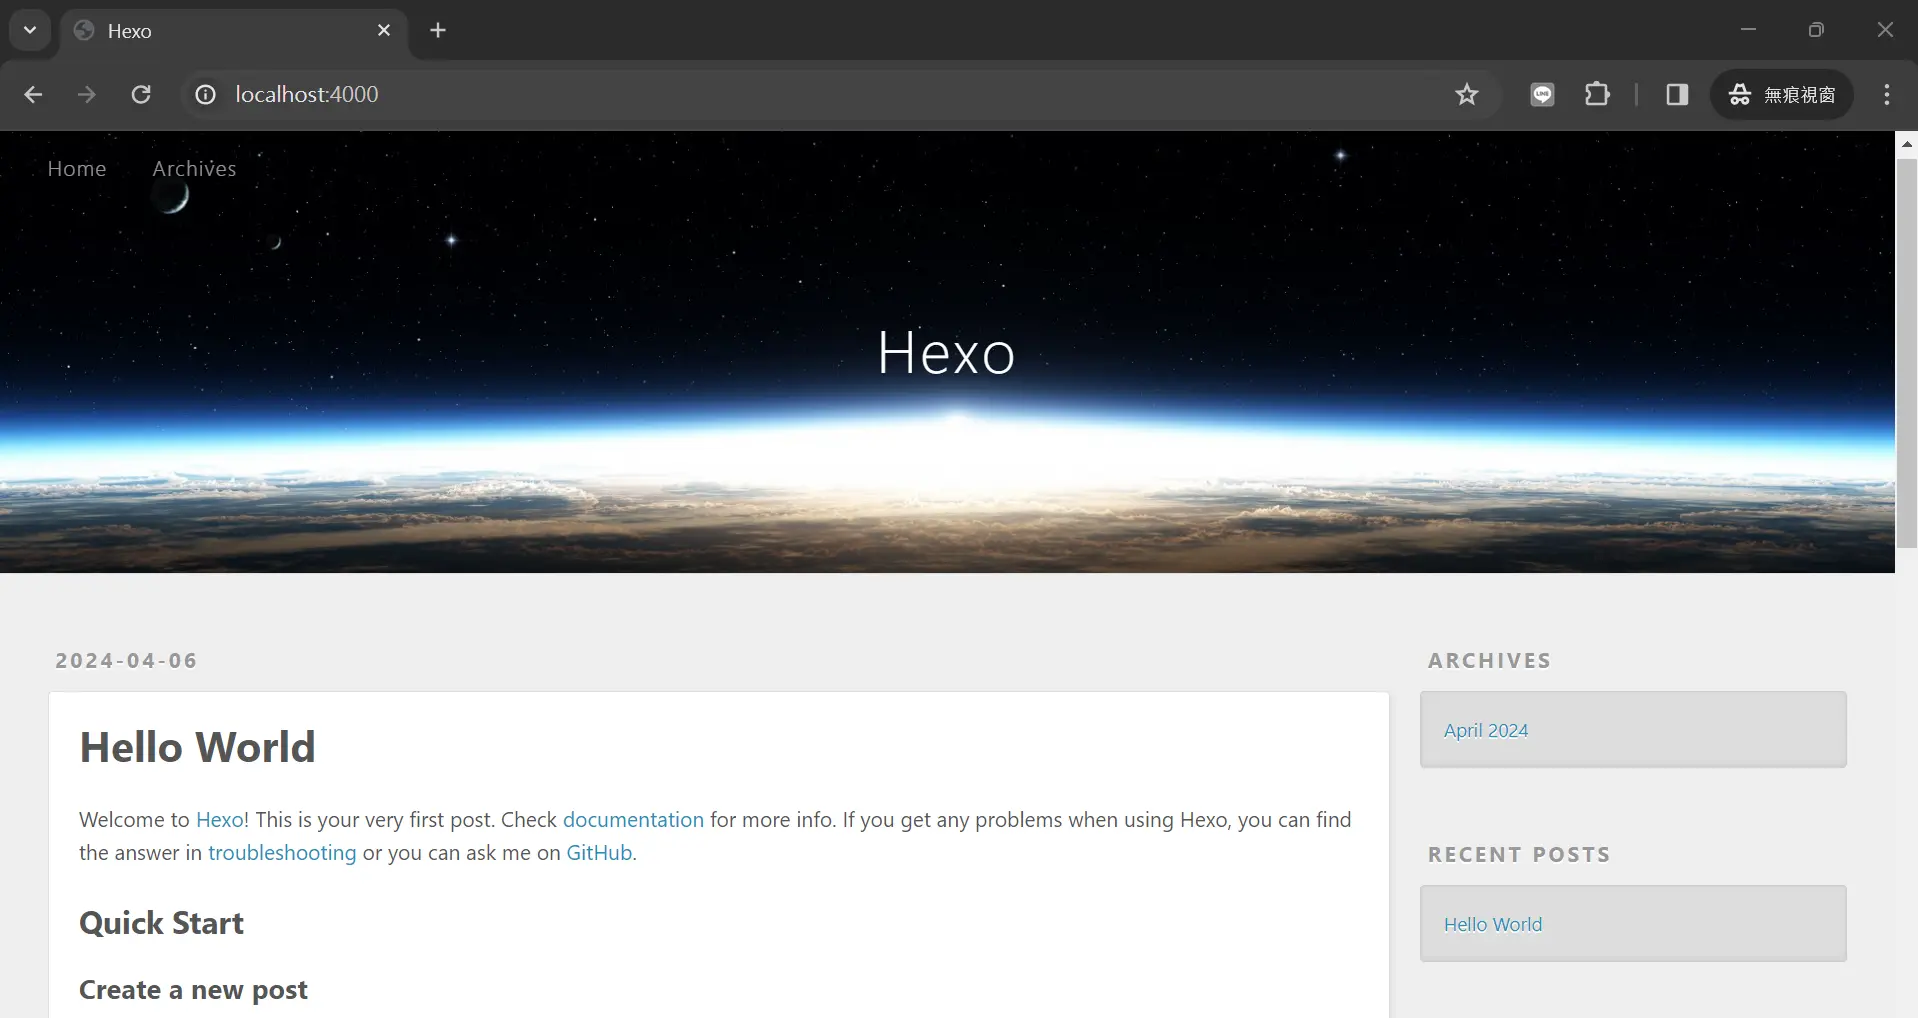 Hexo
localhost:4000
LINE
無痕視窗
Home
Archives
Hexo
2024-04-06
Hello World
Welcome to Hexo! This is your very first post. Check documentation for more info. If you get any problems when using Hexo, you can find
the answer in troubleshooting or you can ask me on GitHub.
Quick Start
Create a new post
ARCHIVES
April 2024
RECENT POSTS
Hello World